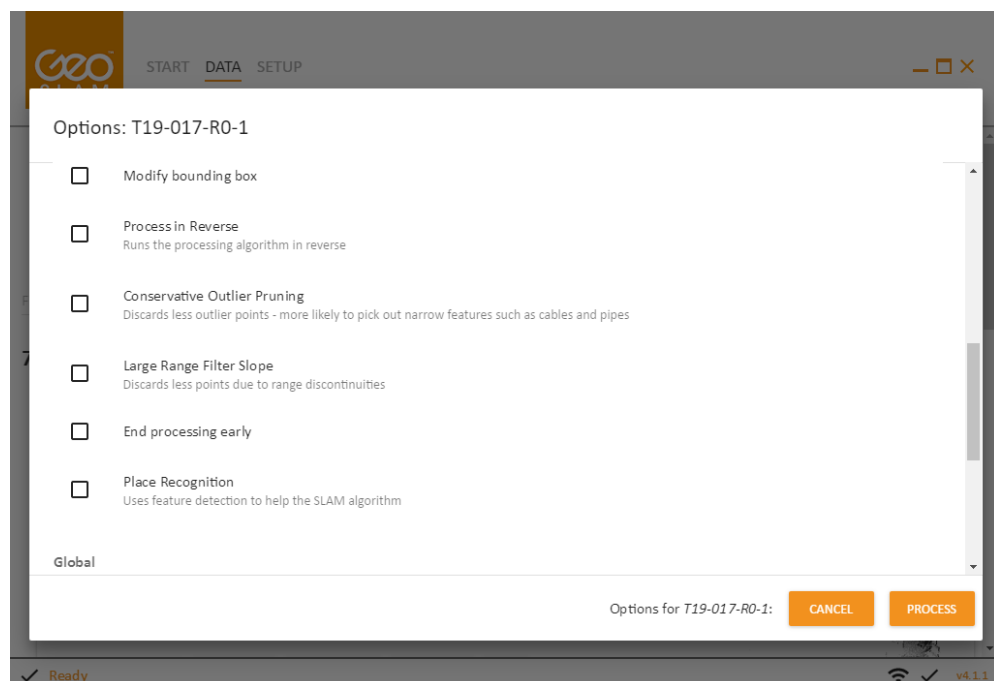 Geo
SLAM
START DATA SETUP
Options: T19-017-R0-1
Modify bounding box
Process in Reverse
Runs the processing algorithm in reverse
Conservative Outlier Pruning
Discards less outlier points - more likely to pick out narrow features such as cables and pipes
Large Range Filter Slope
Discards less points due to range discontinuities
End processing early
Place Recognition
Uses feature detection to help the SLAM algorithm
Global
Options for T19-017-R0-1: CANCEL PROCESS
Ready v4.1.1